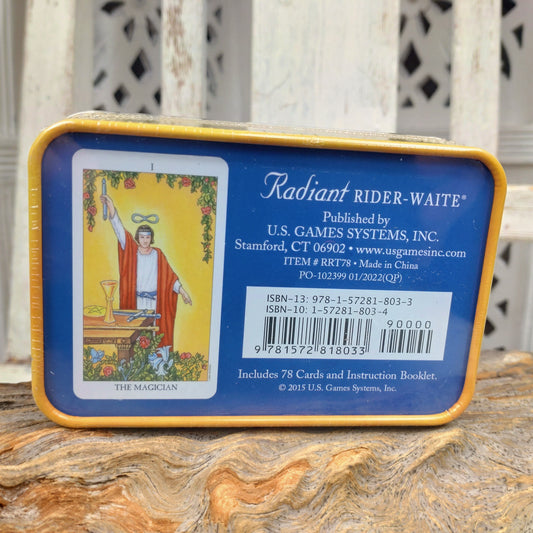 I
THE MAGICIAN
Radiant RIDER-WAITE®
Published by
U.S. GAMES SYSTEMS, INC.
Stamford, CT 06902 • www.usgamesinc.com
ITEM # RRT78 • Made in China
PO-102399 01/2022(QP)
ISBN-13: 978-1-57281-803-3
ISBN-10: 1-57281-803-4
90000
9 781572 818033
Includes 78 Cards and Instruction Booklet.
© 2015 U.S. Games Systems, Inc.